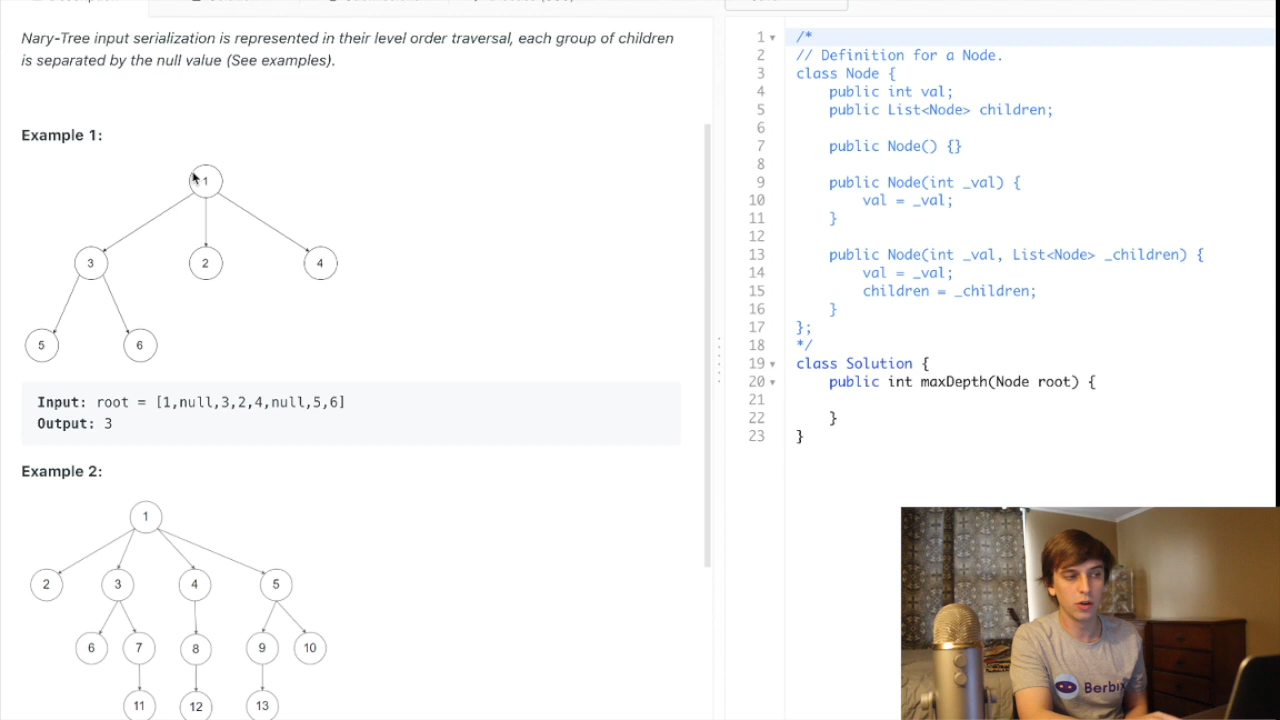 Nary-Tree input serialization is represented in their level order traversal, each group of children
is separated by the null value (See examples).
Example 1:
1
3
2
4
5
6
Input: root = [1,null,3,2,4,null,5,6]
Output: 3
Example 2:
1
2
3
4
5
6
7
8
9
10
11
12
13
1 /*
2 // Definition for a Node.
3 class Node {
4 public int val;
5 public List<Node> children;
6
7 public Node() {}
8
9 public Node(int _val) {
10 val = _val;
11 }
12
13 public Node(int _val, List<Node> _children) {
14 val = _val;
15 children = _children;
16 }
17 };
18 */
19 class Solution {
20 public int maxDepth(Node root) {
21
22 }
23 }
Berbix